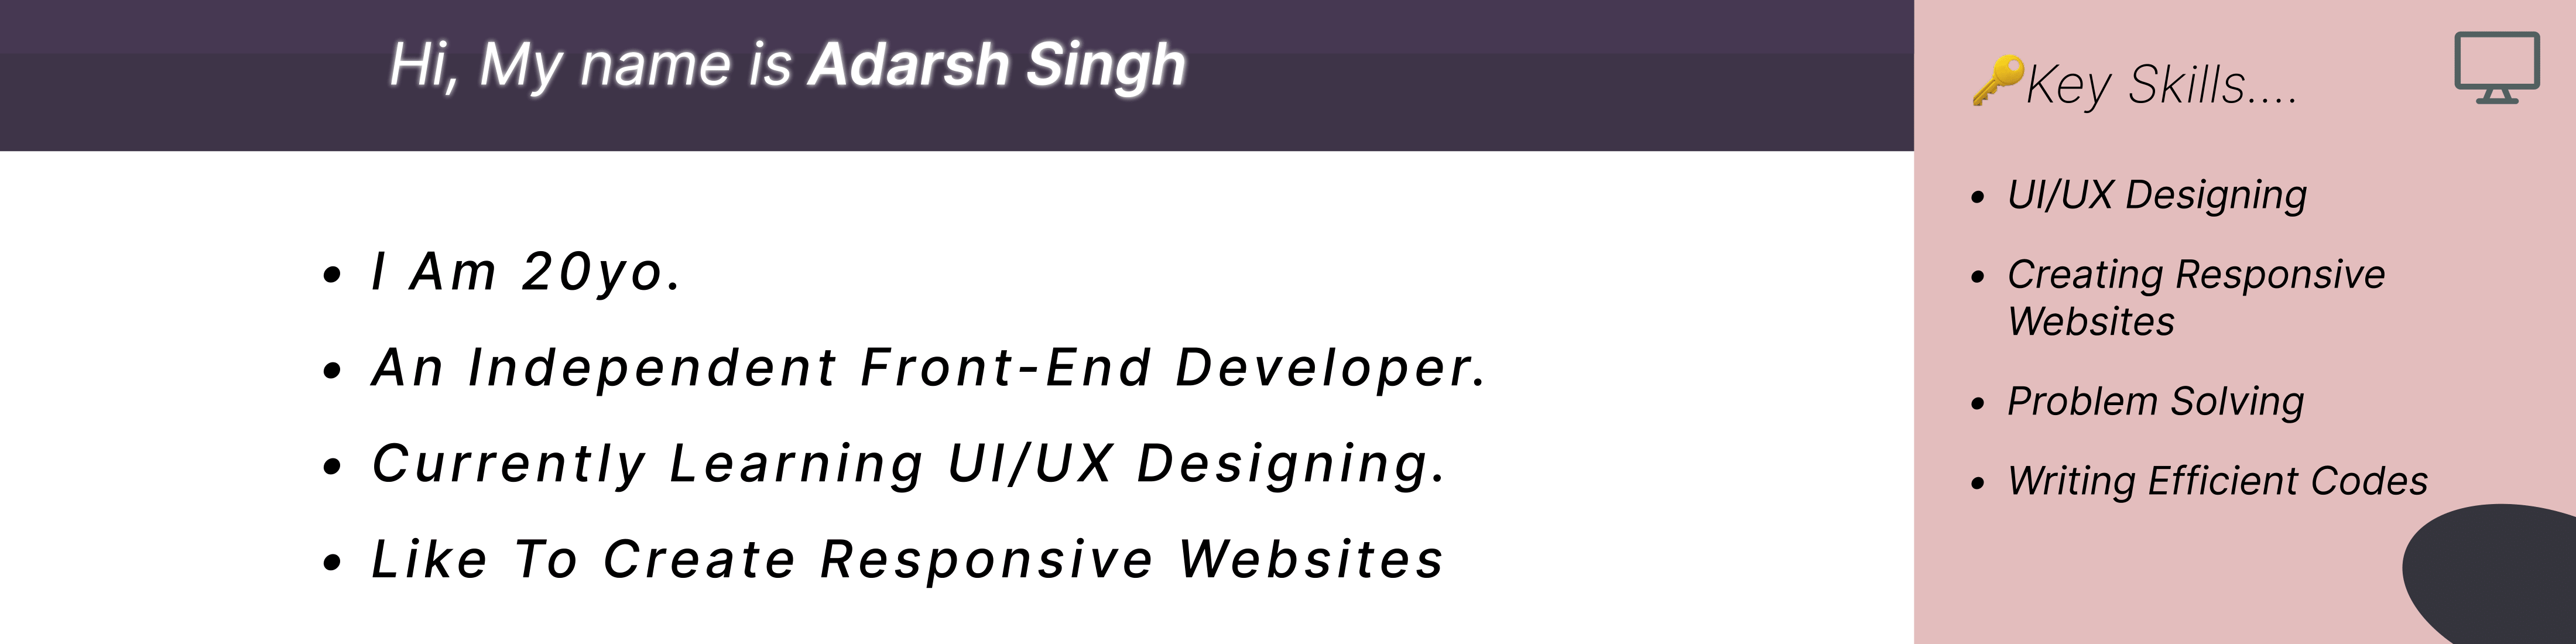 Hi, My name is Adarsh Singh
• I Am 20yo.
• An Independent Front-End Developer.
• Currently Learning UI/UX Designing.
• Like To Create Responsive Websites
🔑Key Skills....
• UI/UX Designing
• Creating Responsive
Websites
• Problem Solving
• Writing Efficient Codes